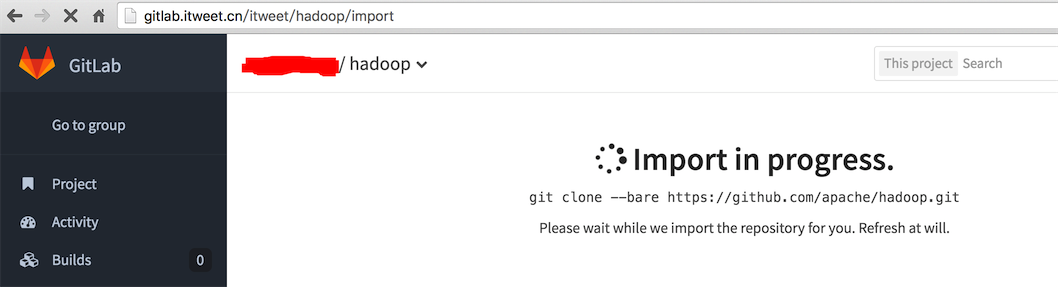 gitlab.itweet.cn/itweet/hadoop/import
GitLab
/ hadoop
This project Search
Go to group
Project
Activity
Builds 0
Import in progress.
git clone --bare https://github.com/apache/hadoop.git
Please wait while we import the repository for you. Refresh at will.